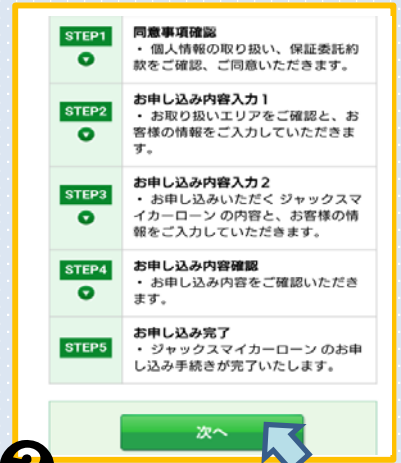 STEP1
同意事項確認
・ 個人情報の取り扱い、保証委託約
款をご確認、ご同意いただきます。
STEP2
お申し込み内容入力1
・ お取り扱いエリアをご確認と、お
客様の情報をご入力していただきま
す。
STEP3
お申し込み内容入力2
・ お申し込みいただく ジャックスマ
イカーローン の内容と、お客様の情
報をご入力していただきます。
STEP4
お申し込み内容確認
・ お申し込み内容をご確認いただき
ます。
STEP5
お申し込み完了
・ ジャックスマイカーローン のお申
し込み手続きが完了いたします。
次へ